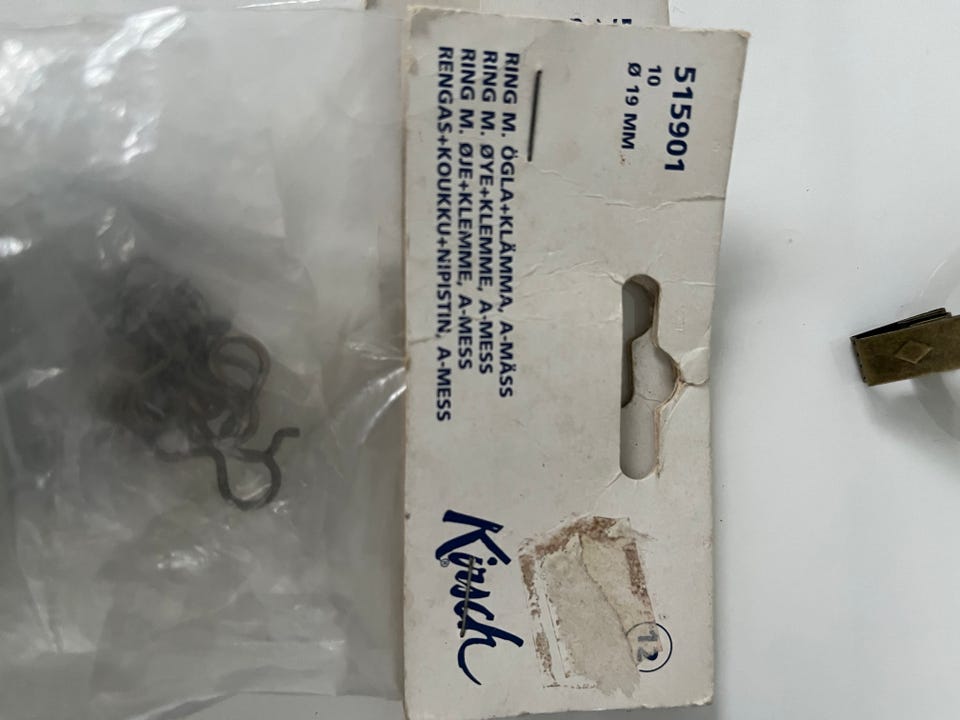 515901
10
Ø 19 MM
RING M. ÖGLA+KLÄMMA, A-MÄSS
RING M. ØYE+KLEMME, A-MESS
RING M. ØJE+KLEMME, A-MESS
RENGAS+KOUKKU+NIPISTIN, A-MESS
Kirsch®
12